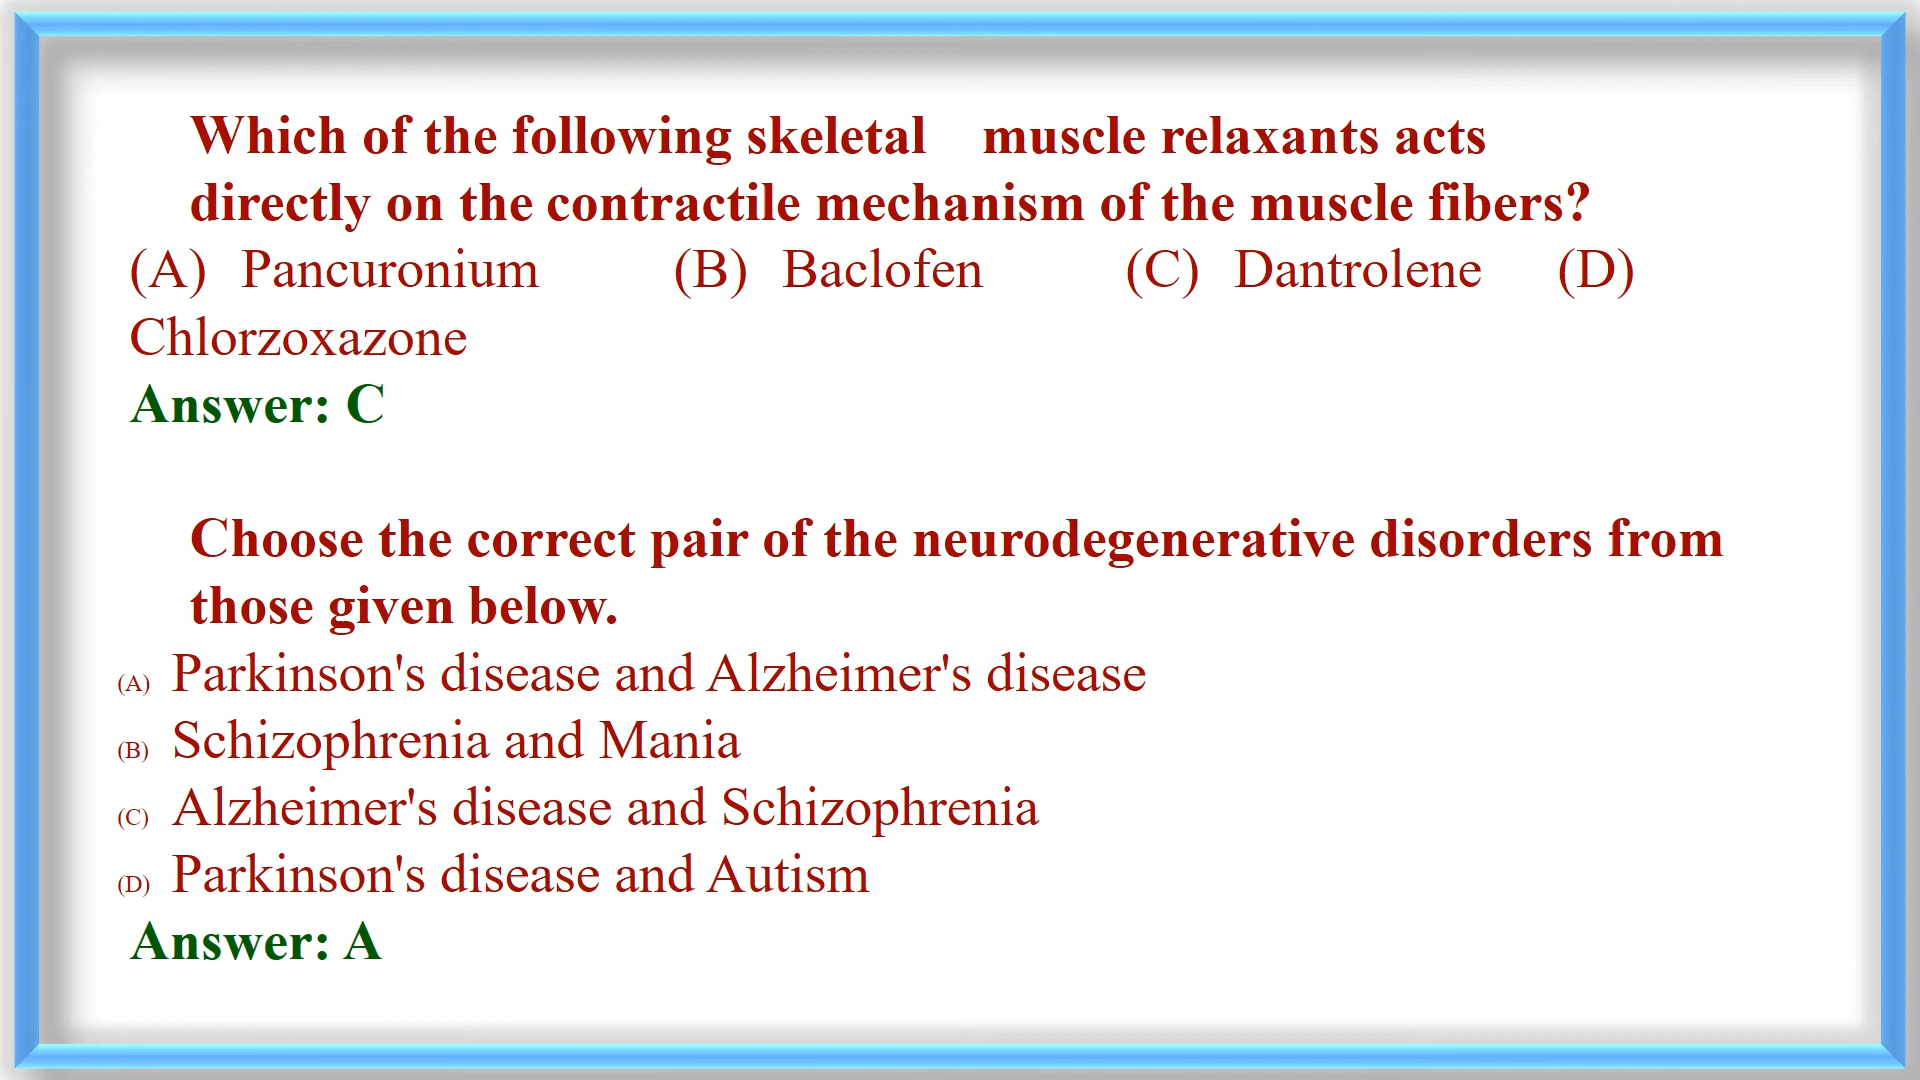 Which of the following skeletal muscle relaxants acts
directly on the contractile mechanism of the muscle fibers?
(A) Pancuronium (B) Baclofen (C) Dantrolene (D)
Chlorzoxazone
Answer: C
Choose the correct pair of the neurodegenerative disorders from
those given below.
(A) Parkinson's disease and Alzheimer's disease
(B) Schizophrenia and Mania
(C) Alzheimer's disease and Schizophrenia
(D) Parkinson's disease and Autism
Answer: A